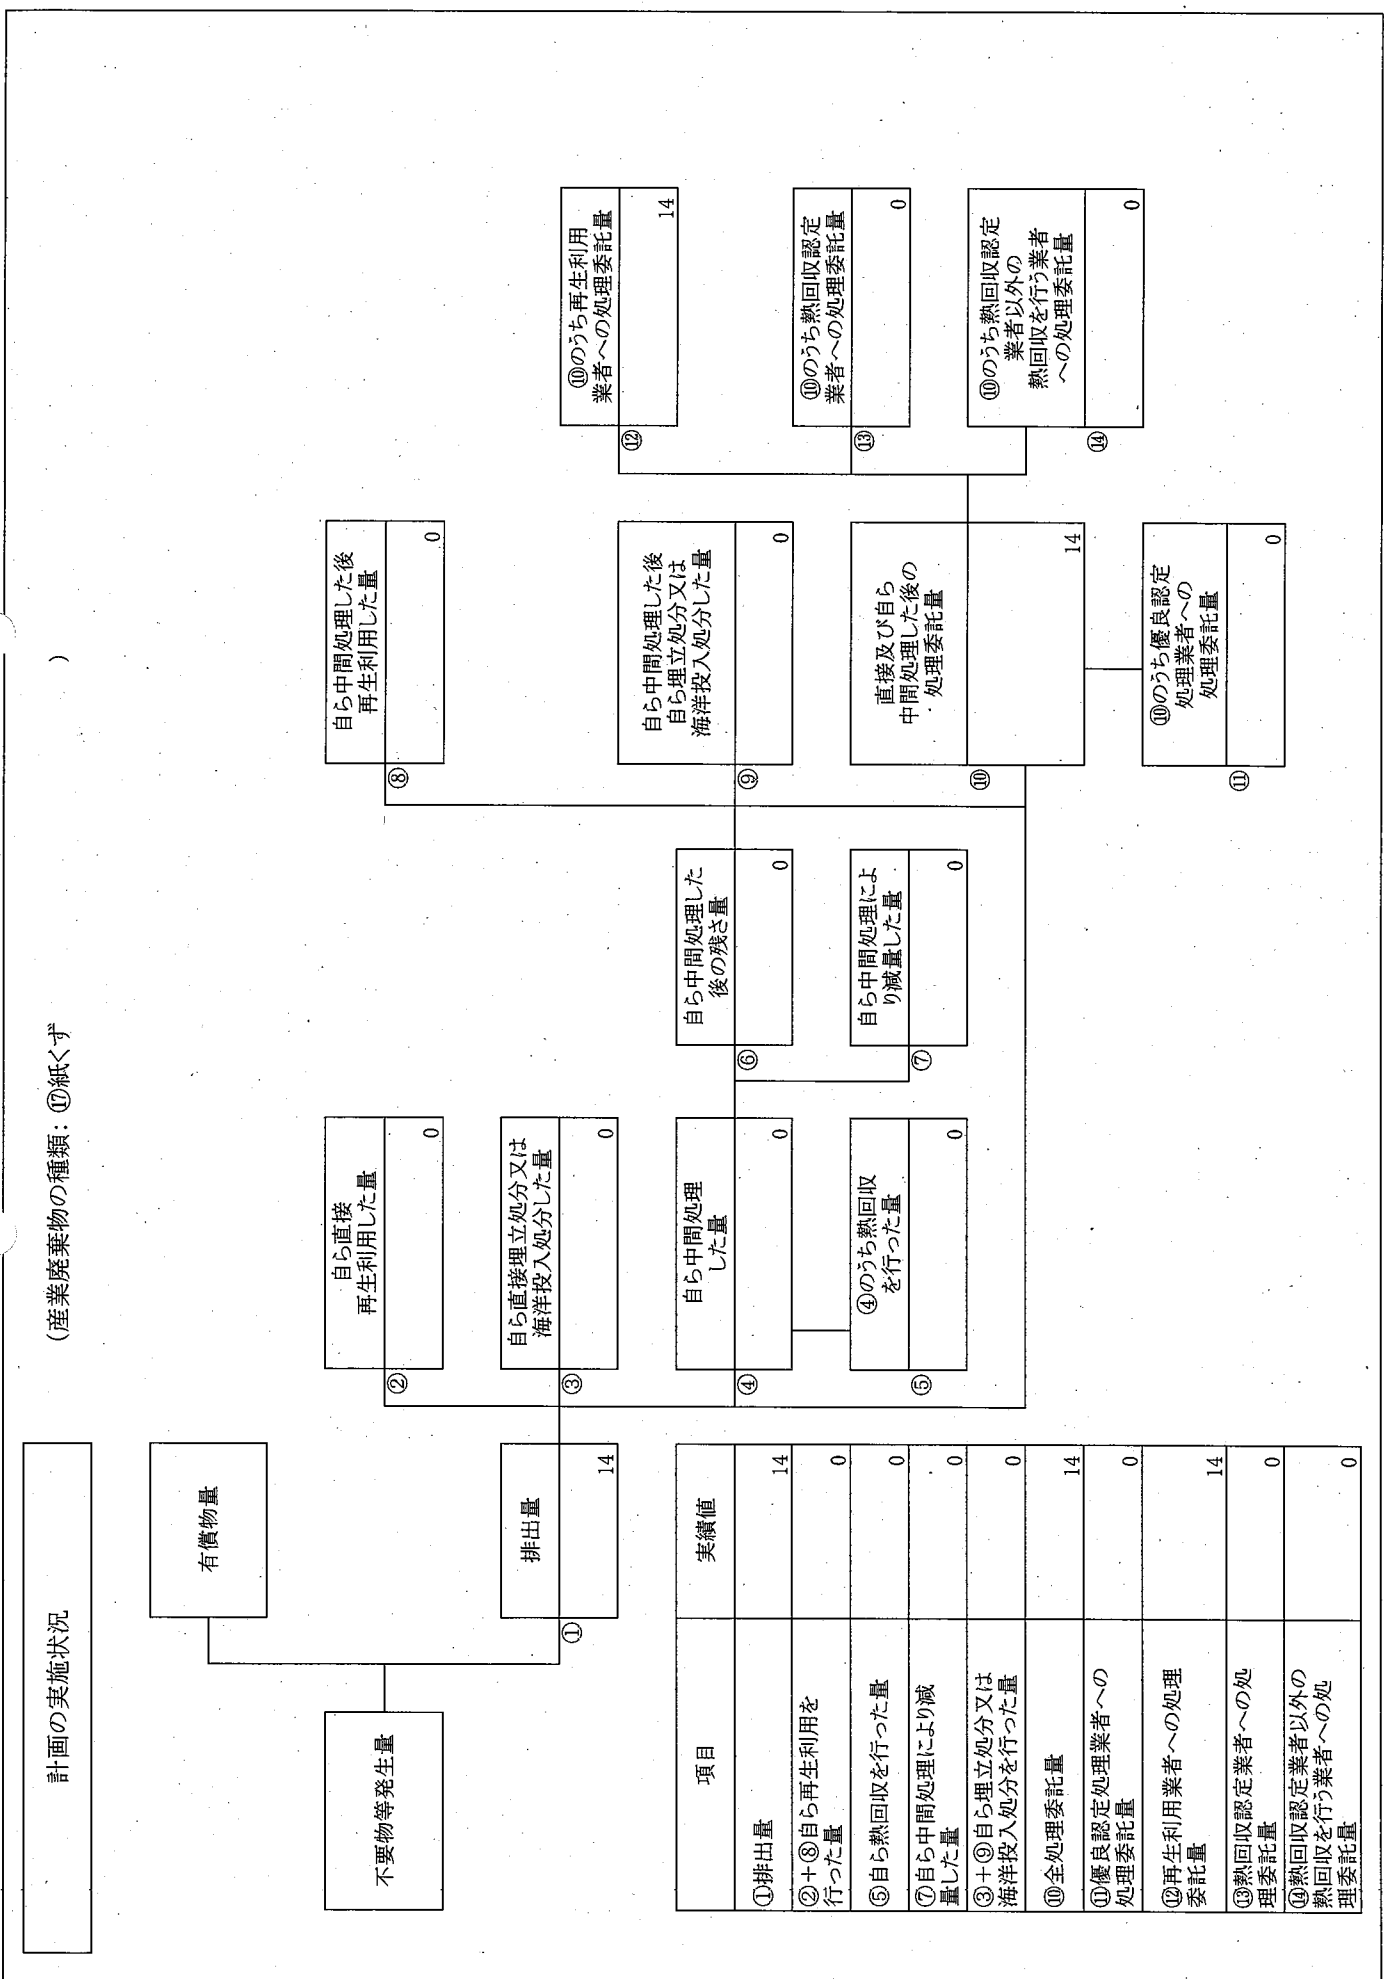 計画の実施状況
(産業廃棄物の種類：⑰紙くず
)
不要物等発生量
有償物量
①
排出量
14
②
自ら直接
再生利用した量
0
③
自ら直接埋立処分又は
海洋投入処分した量
0
④
自ら中間処理
した量
0
⑤
④のうち熱回収
を行った量
0
⑥
自ら中間処理した
後の残さ量
0
⑦
自ら中間処理によ
り減量した量
0
⑧
自ら中間処理した後
再生利用した量
0
⑨
自ら中間処理した後
自ら埋立処分又は
海洋投入処分した量
0
⑩
直接及び自ら
中間処理した後の
処理委託量
14
⑪
⑩のうち優良認定
処理業者への
処理委託量
0
⑫
⑩のうち再生利用
業者への処理委託量
14
⑬
⑩のうち熱回収認定
業者への処理委託量
0
⑭
⑩のうち熱回収認定
業者以外の
熱回収を行う業者
への処理委託量
0
項目
実績値
①排出量
14
②＋⑧自ら再生利用を
行った量
0
⑤自ら熱回収を行った量
0
⑦自ら中間処理により減
量した量
0
③＋⑨自ら埋立処分又は
海洋投入処分を行った量
0
⑩全処理委託量
14
⑪優良認定処理業者への
処理委託量
0
⑫再生利用業者への処理
委託量
14
⑬熱回収認定業者への処
理委託量
0
⑭熱回収認定業者以外の
熱回収を行う業者への処
理委託量
0